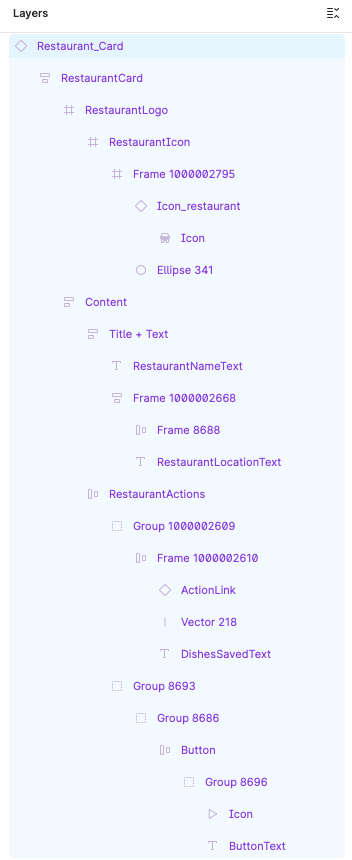 Layers
Restaurant_Card
RestaurantCard
RestaurantLogo
RestaurantIcon
Frame 1000002795
Icon_restaurant
Icon
Ellipse 341
Content
Title + Text
RestaurantNameText
Frame 1000002668
Frame 8688
RestaurantLocationText
RestaurantActions
Group 1000002609
Frame 1000002610
ActionLink
Vector 218
DishesSavedText
Group 8693
Group 8686
Button
Group 8696
Icon
ButtonText